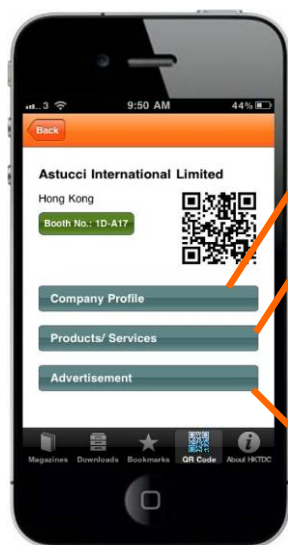 3 9:50 AM 44%
Back
Astucci International Limited
Hong Kong
Booth No.: 1D-A17
Company Profile
Products/ Services
Advertisement
Magazines Downloads Bookmarks QR Code About HKTDC